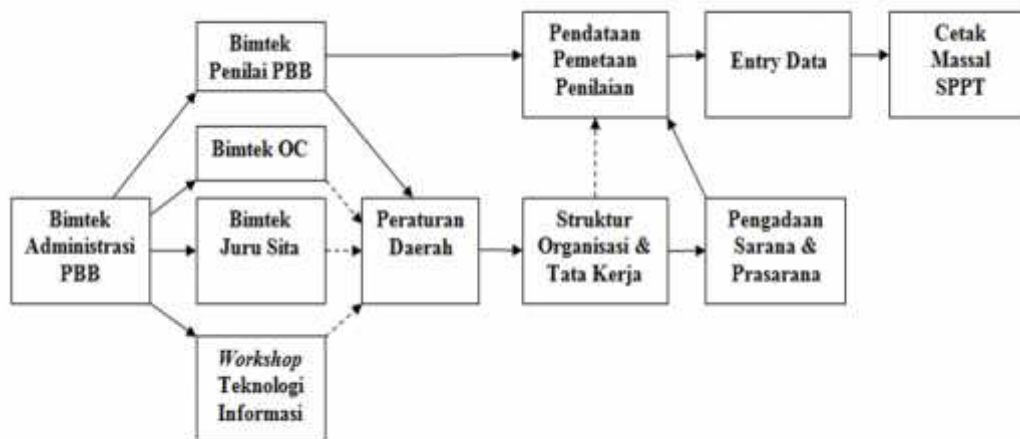 Bimtek
Penilai PBB
Pendataan
Pemetaan
Penilaian
Entry Data
Cetak
Massal
SPPT
Bimtek OC
Bimtek
Administrasi
PBB
Bimtek
Juru Sita
Peraturan
Daerah
Struktur
Organisasi &
Tata Kerja
Pengadaan
Sarana &
Prasarana
Workshop
Teknologi
Informasi